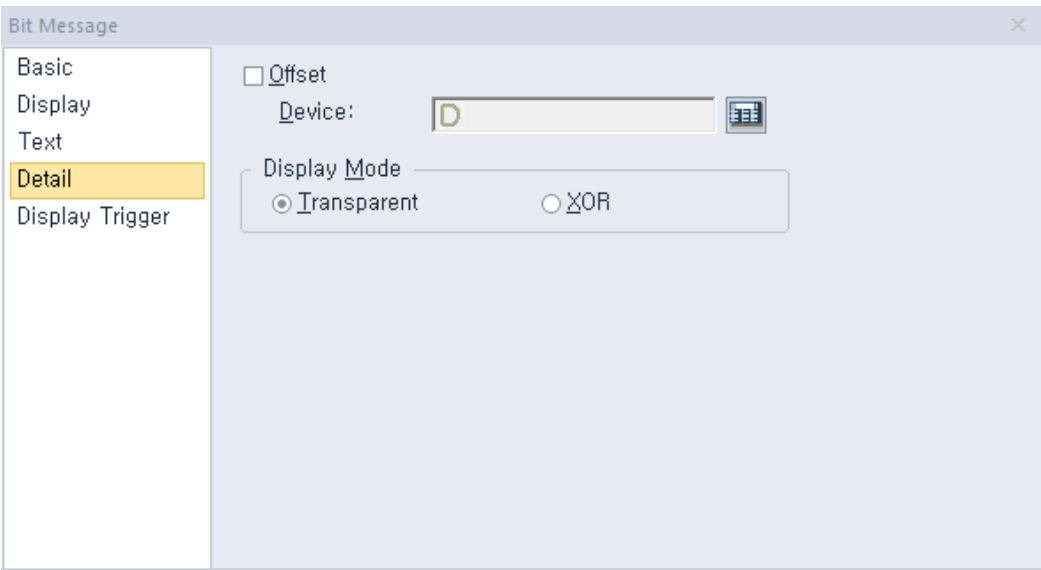 Bit Message
Basic
Display
Text
Detail
Display Trigger
Offset
Device:
D
Display Mode
Transparent
XOR